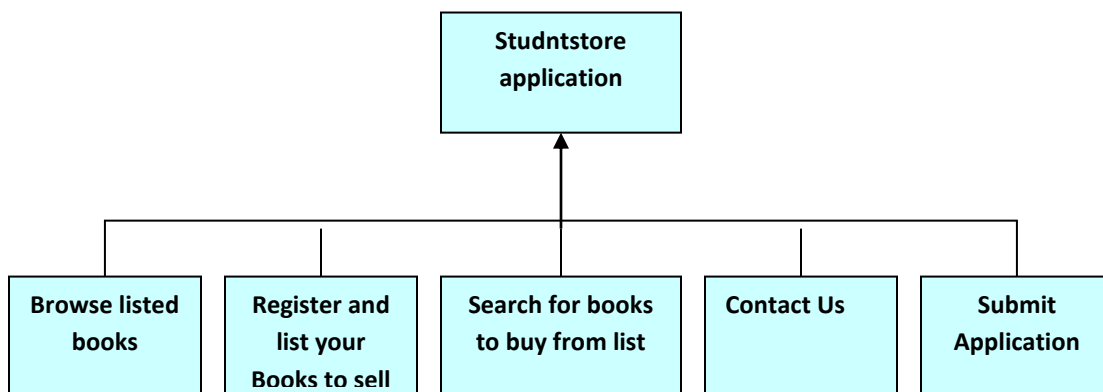 Studntstore
application
Browse listed
books
Register and
list your
Books to sell
Search for books
to buy from list
Contact Us
Submit
Application